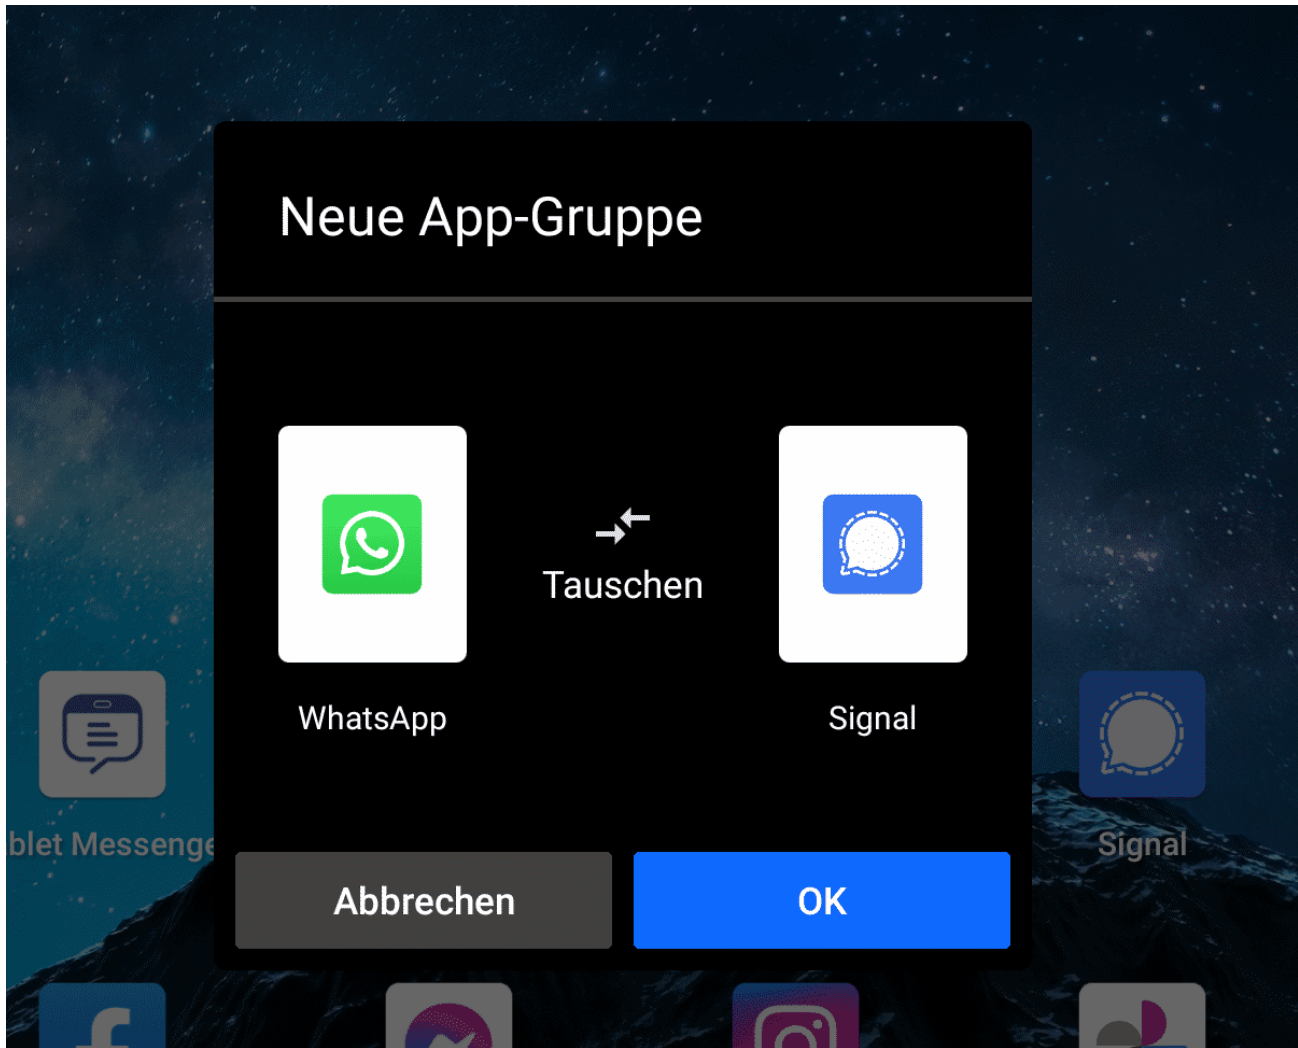 Neue App-Gruppe
Tauschen
WhatsApp
Signal
blet Messenge
Signal
Abbrechen
OK